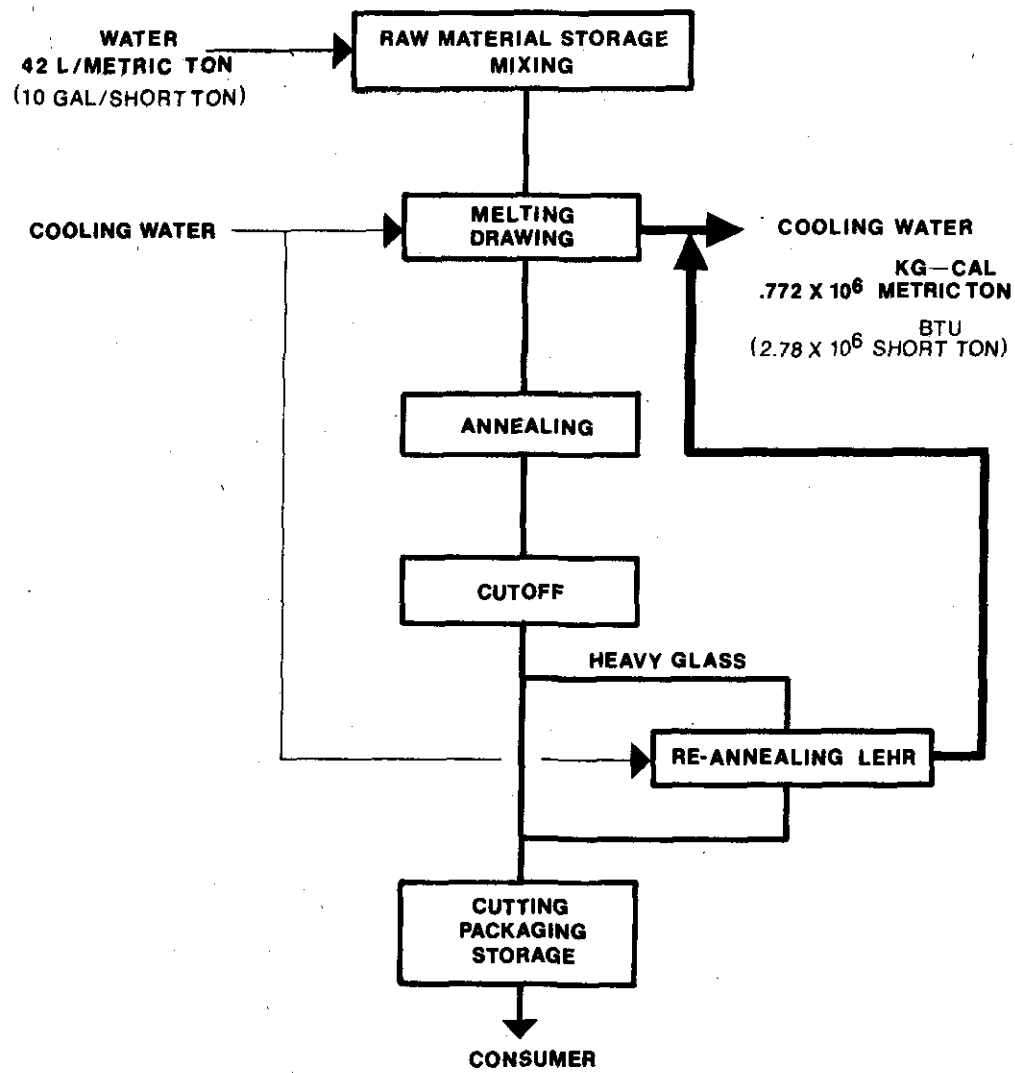 WATER
42 L/METRIC TON
(10 GAL/SHORT TON)
RAW MATERIAL STORAGE
MIXING
COOLING WATER
MELTING
DRAWING
COOLING WATER
KG—CAL
.772 X 10⁶ METRIC TON
BTU
(2.78 X 10⁶ SHORT TON)
ANNEALING
CUTOFF
HEAVY GLASS
RE-ANNEALING LEHR
CUTTING
PACKAGING
STORAGE
CONSUMER